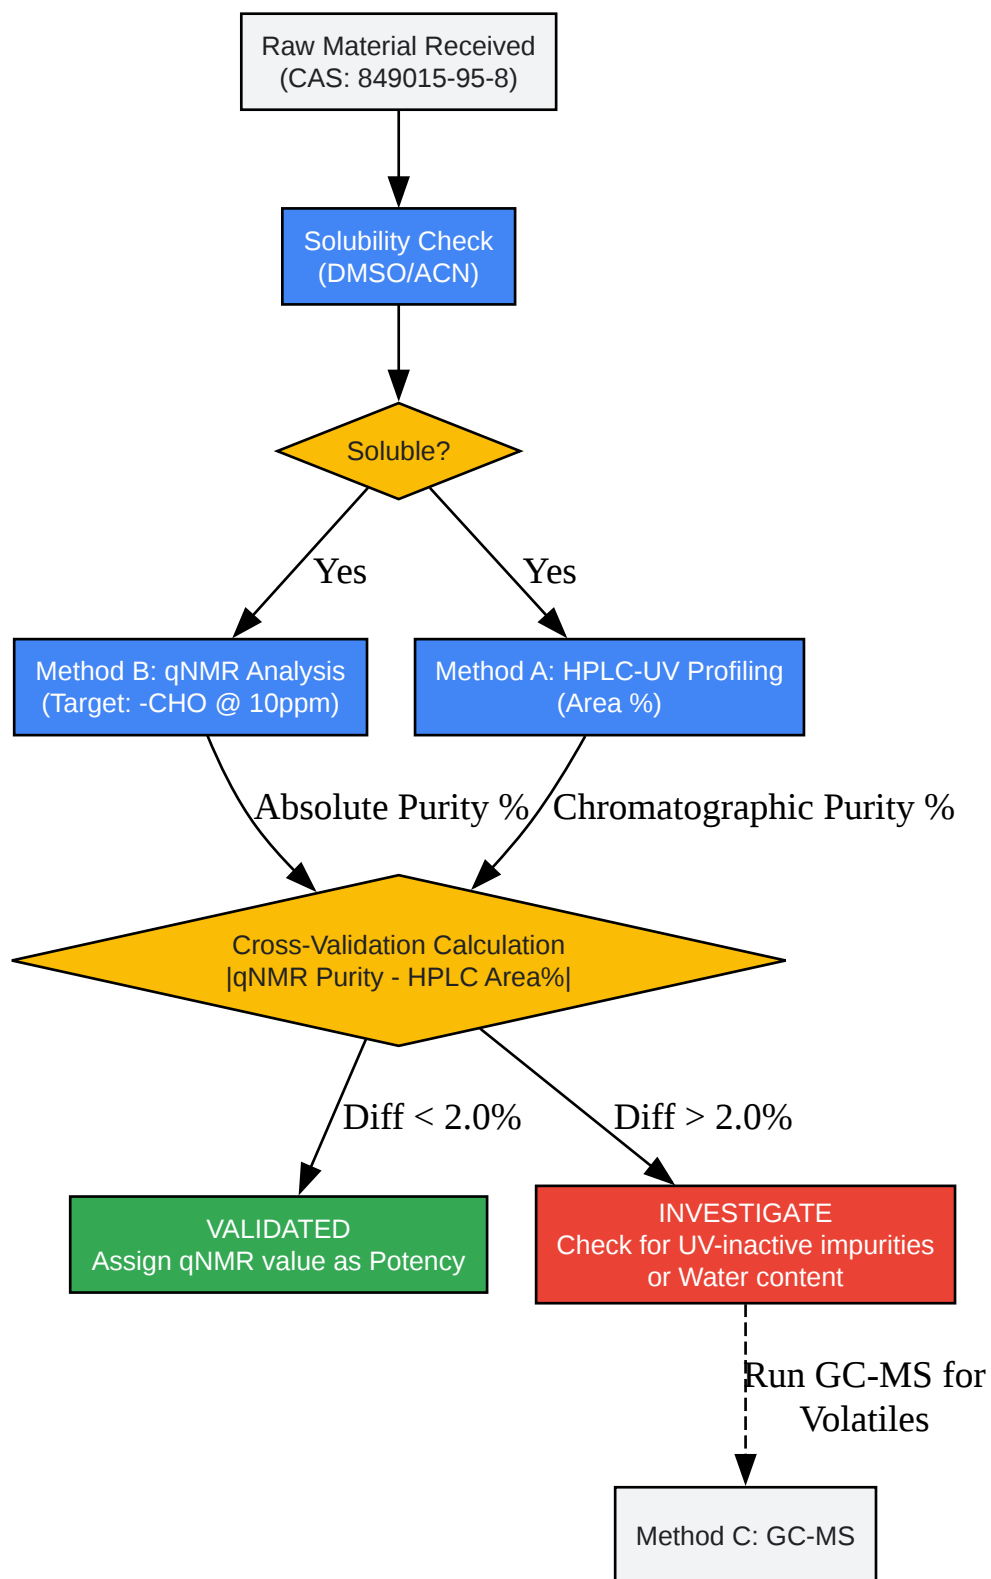 Raw Material Received
(CAS: 849015-95-8)
Solubility Check
(DMSO/ACN)
Soluble?
Yes
Yes
Method B: qNMR Analysis
(Target: -CHO @ 10ppm)
Method A: HPLC-UV Profiling
(Area %)
Absolute Purity %
Chromatographic Purity %
Cross-Validation Calculation
|qNMR Purity - HPLC Area%|
Diff < 2.0%
Diff > 2.0%
VALIDATED
Assign qNMR value as Potency
INVESTIGATE
Check for UV-inactive impurities
or Water content
Run GC-MS for
Volatiles
Method C: GC-MS